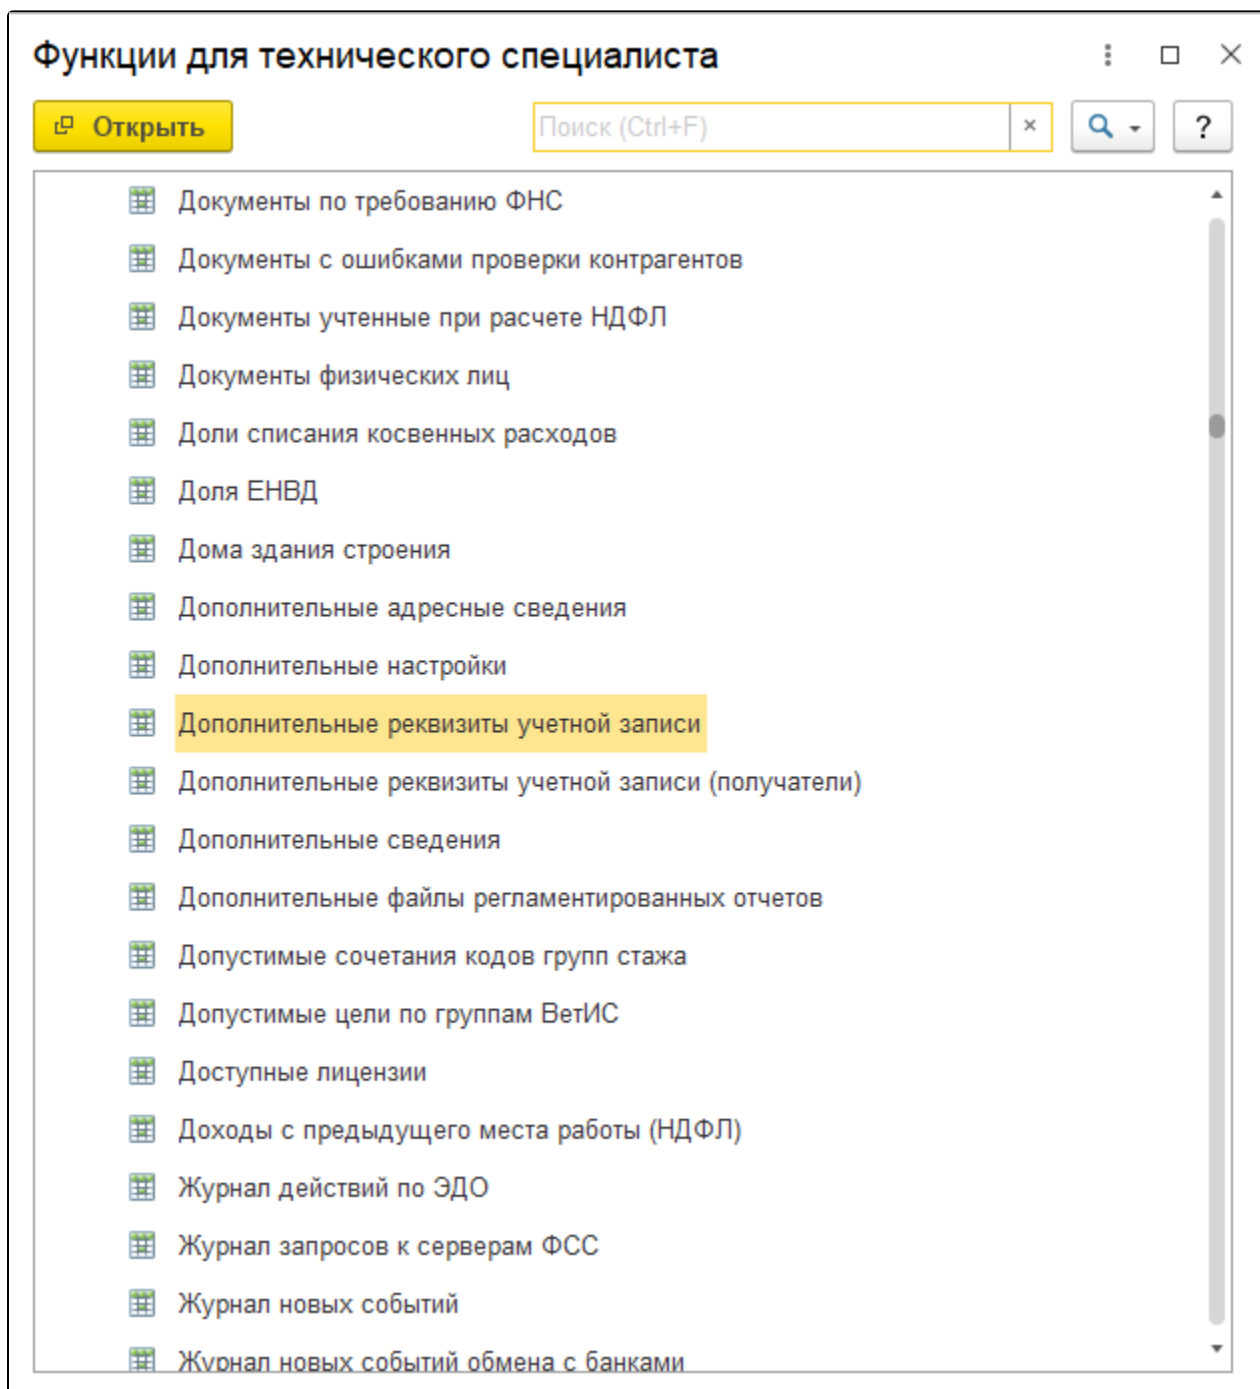 Функции для технического специалиста
Открыть
Поиск (Ctrl+F)
×
?
Документы по требованию ФНС
Документы с ошибками проверки контрагентов
Документы учтенные при расчете НДФЛ
Документы физических лиц
Доли списания косвенных расходов
Доля ЕНВД
Дома здания строения
Дополнительные адресные сведения
Дополнительные настройки
Дополнительные реквизиты учетной записи
Дополнительные реквизиты учетной записи (получатели)
Дополнительные сведения
Дополнительные файлы регламентированных отчетов
Допустимые сочетания кодов групп стажа
Допустимые цели по группам ВетИС
Доступные лицензии
Доходы с предыдущего места работы (НДФЛ)
Журнал действий по ЭДО
Журнал запросов к серверам ФСС
Журнал новых событий
Журнал новых событий обмена с банками